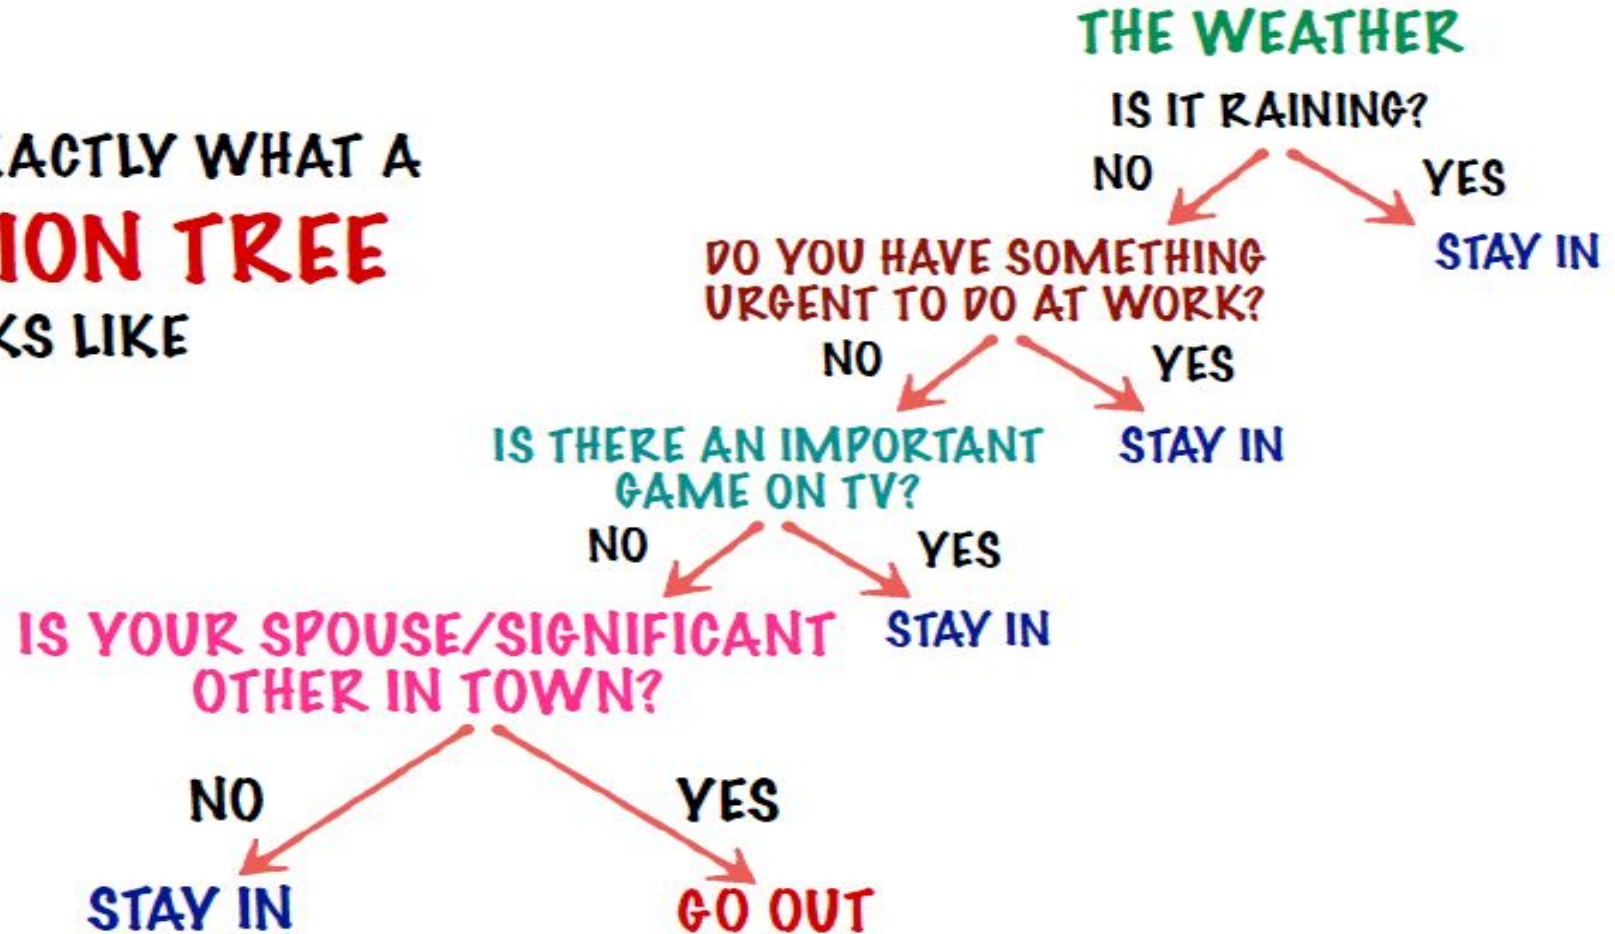 THE WEATHER
IS IT RAINING?
NO
YES
STAY IN
ACTLY WHAT A
ION TREE
KS LIKE
DO YOU HAVE SOMETHING
URGENT TO DO AT WORK?
NO
YES
STAY IN
IS THERE AN IMPORTANT
GAME ON TV?
NO
YES
STAY IN
IS YOUR SPOUSE/SIGNIFICANT
OTHER IN TOWN?
NO
YES
STAY IN
GO OUT